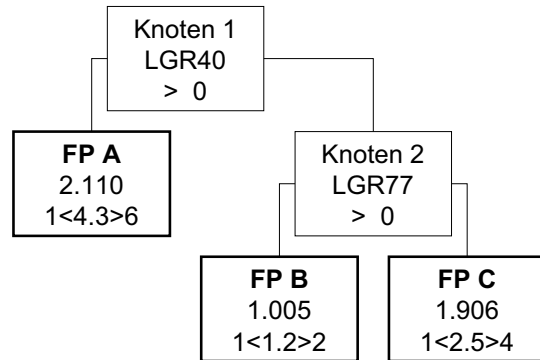 Knoten 1
LGR40
> 0
FP A
2.110
1<4.3>6
Knoten 2
LGR77
> 0
FP B
1.005
1<1.2>2
FP C
1.906
1<2.5>4